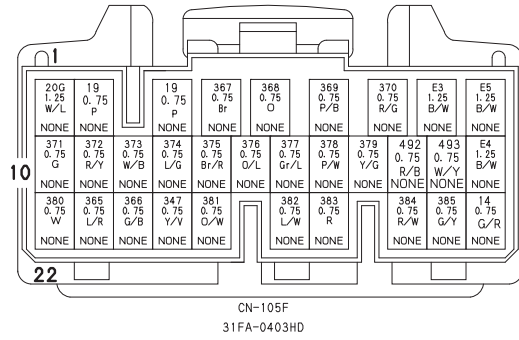 1
20G 19 19 367 368 369 370 E3 E5
1.25 0.75 0.75 0.75 0.75 0.75 0.75 1.25 1.25
W/L P P Br O P/B R/G B/W B/W
NONE NONE NONE NONE NONE NONE NONE NONE NONE
10
371 372 373 374 375 376 377 378 379 492 493 E4
0.75 0.75 0.75 0.75 0.75 0.75 0.75 0.75 0.75 0.75 0.75 1.25
G R/Y W/B L/G Br/R O/L Gr/L P/W Y/G R/B W/Y B/W
NONE NONE NONE NONE NONE NONE NONE NONE NONE NONE NONE NONE
380 365 366 347 381 382 383 384 385 14
0.75 0.75 0.75 0.75 0.75 0.75 0.75 0.75 0.75 0.75
W L/R G/B Y/V O/W L/W R R/W G/Y G/R
NONE NONE NONE NONE NONE NONE NONE NONE NONE NONE
22
CN-105F
31FA-0403HD